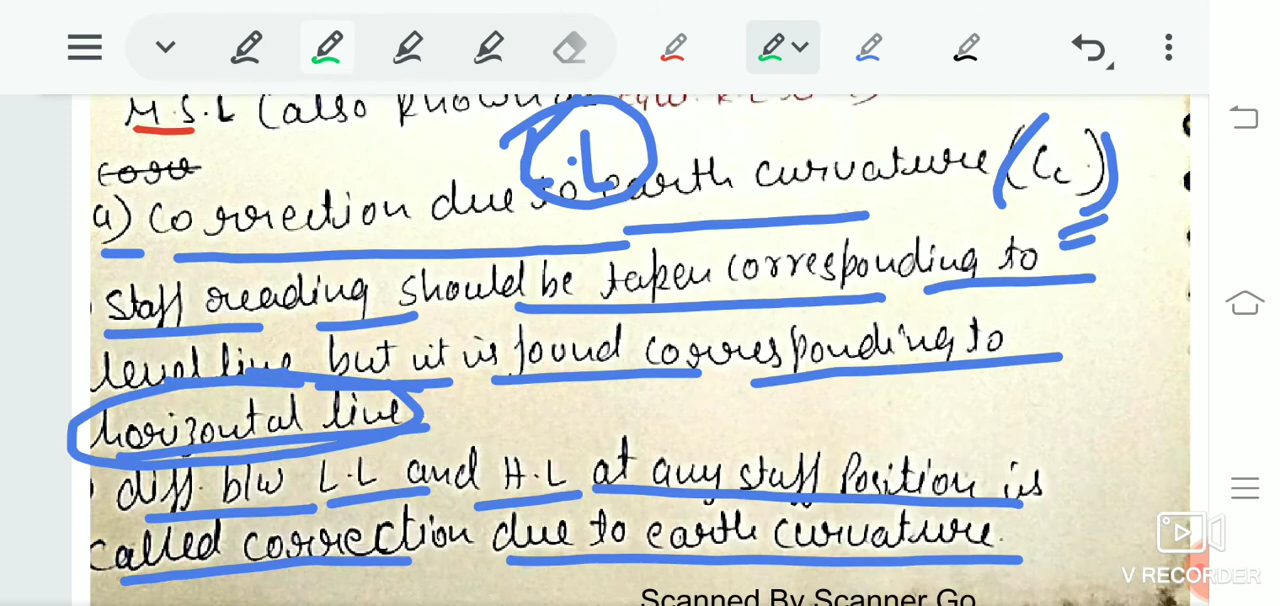 M.S.L (also known
L.L
a) Correction due to earth curvature (Cc)
staff reading should be taken corresponding to
level line but it is found corresponding to
horizontal line
diff. b/w L.L and H.L at any staff position is
called correction due to earth curvature.
Scanned By Scanner Go
V RECORDER